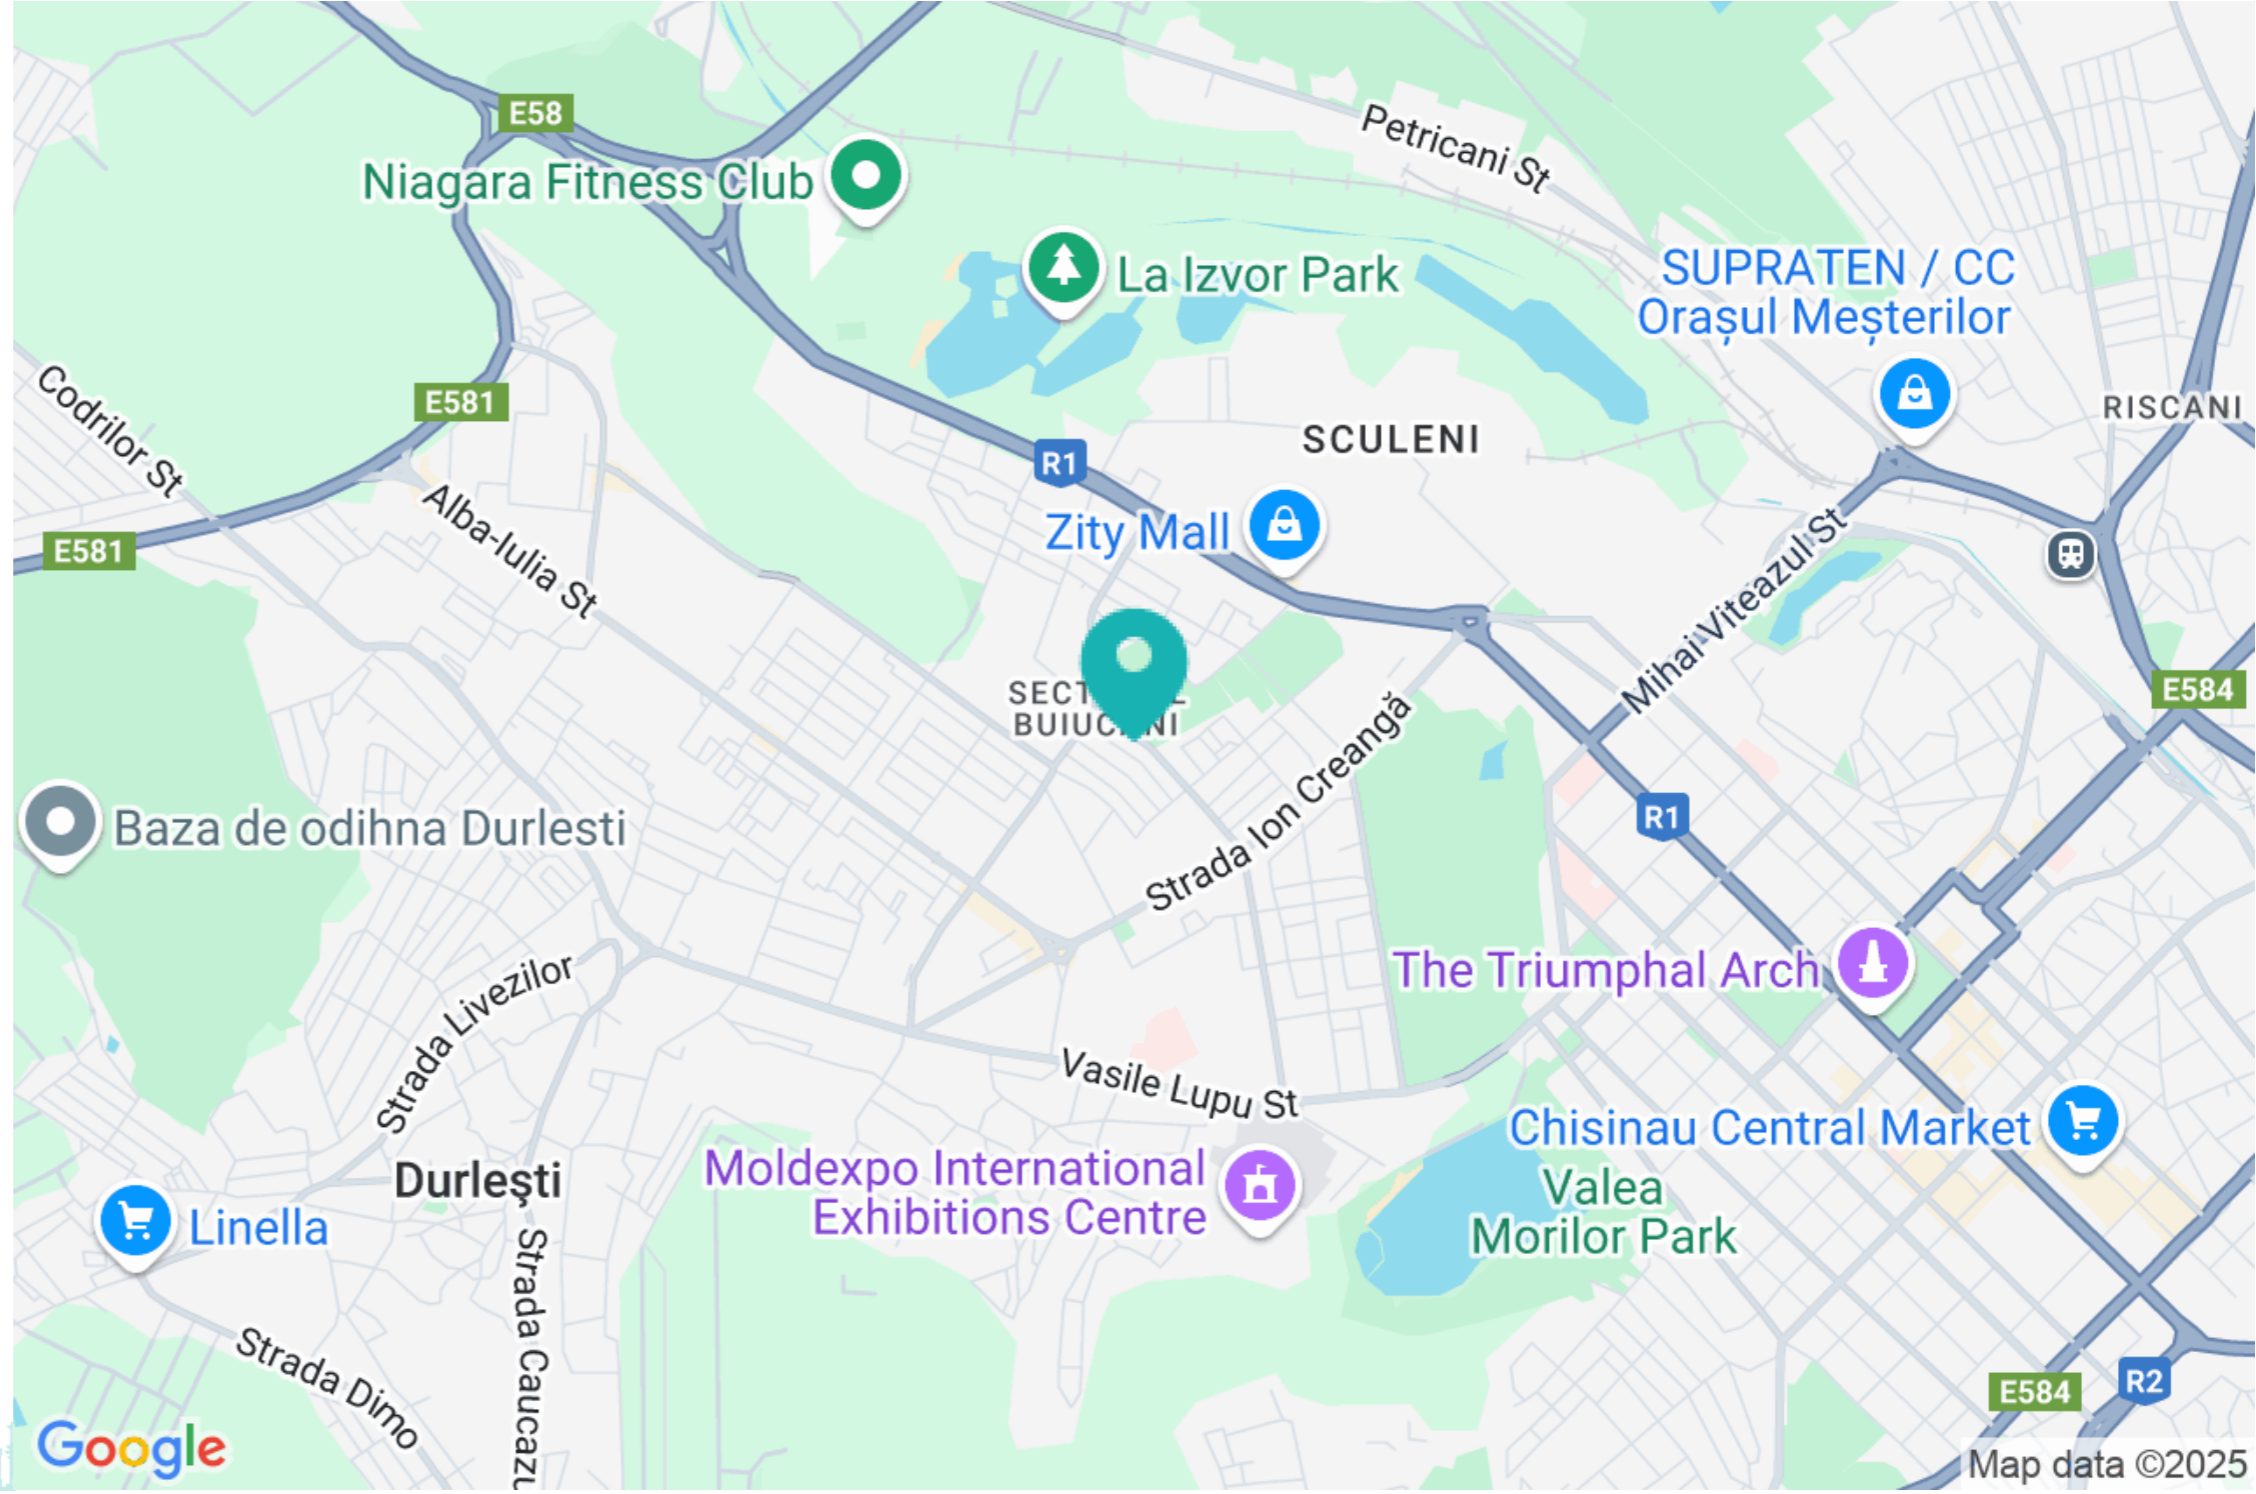 E58
Niagara Fitness Club
Petricani St
La Izvor Park
SUPRATEN / CC
Orașul Meșterilor
Codrilor St
E581
RISCANI
SCULENI
R1
Alba-Iulia St
Zity Mall
E581
Mihai Viteazul St
E584
BUIUC NI
Strada Ion Creangă
R1
Baza de odihna Durlesti
The Triumphal Arch
Strada Livezilor
Vasile Lupu St
Chisinau Central Market
Durlești
Moldexpo International
Exhibitions Centre
Valea
Morilor Park
Linella
Strada Caucazu
Strada Dimo
E584
R2
Google
Map data ©2025